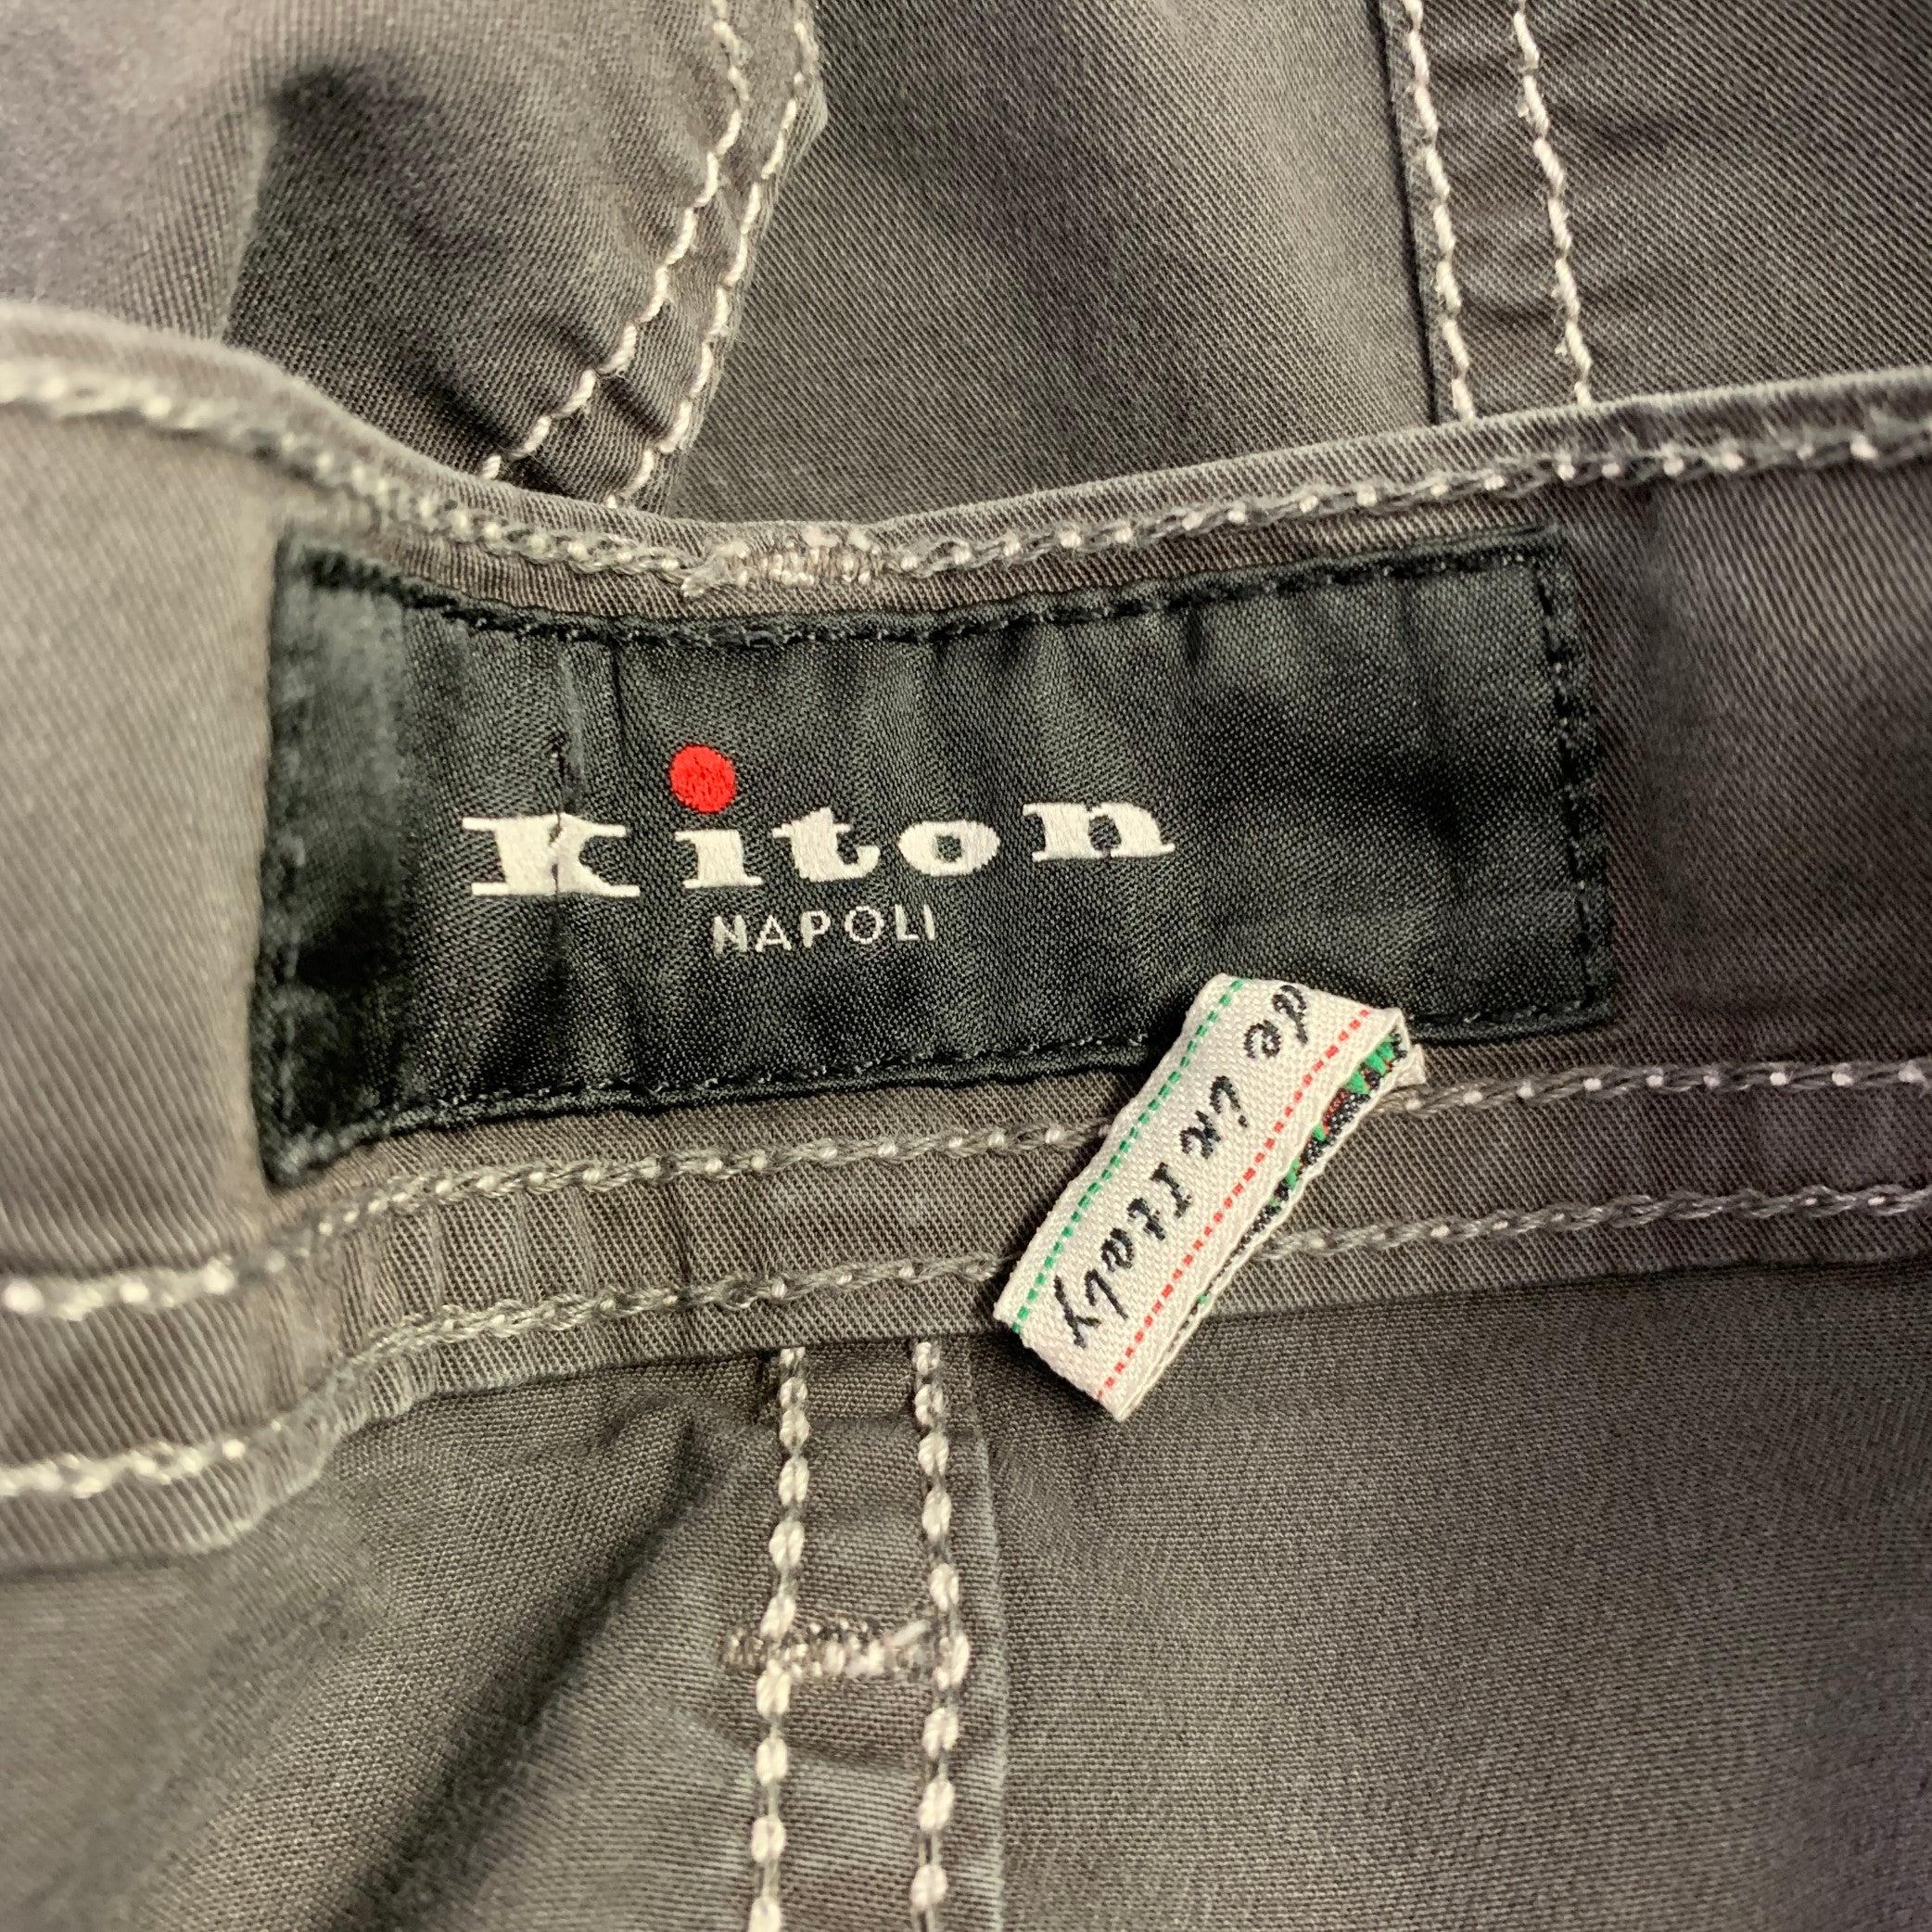 Kiton
NAPOLI
de in Italy